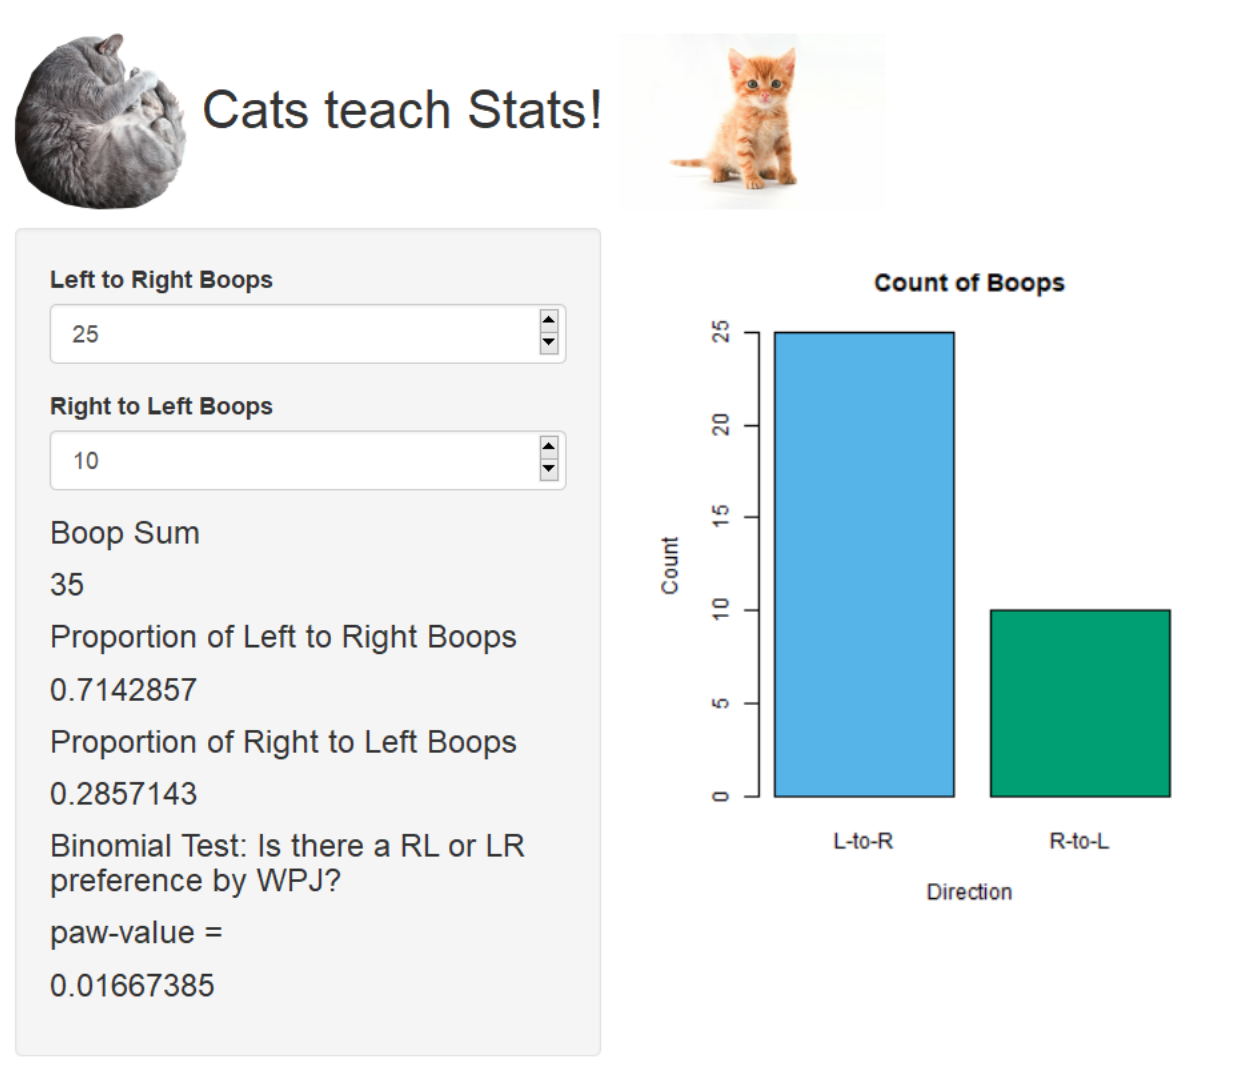 Cats teach Stats!
Left to Right Boops
25
Right to Left Boops
10
Boop Sum
35
Proportion of Left to Right Boops
0.7142857
Proportion of Right to Left Boops
0.2857143
Binomial Test: Is there a RL or LR
preference by WPJ?
paw-value =
0.01667385
Count of Boops
Count
25
20
15
10
5
0
L-to-R R-to-L
Direction